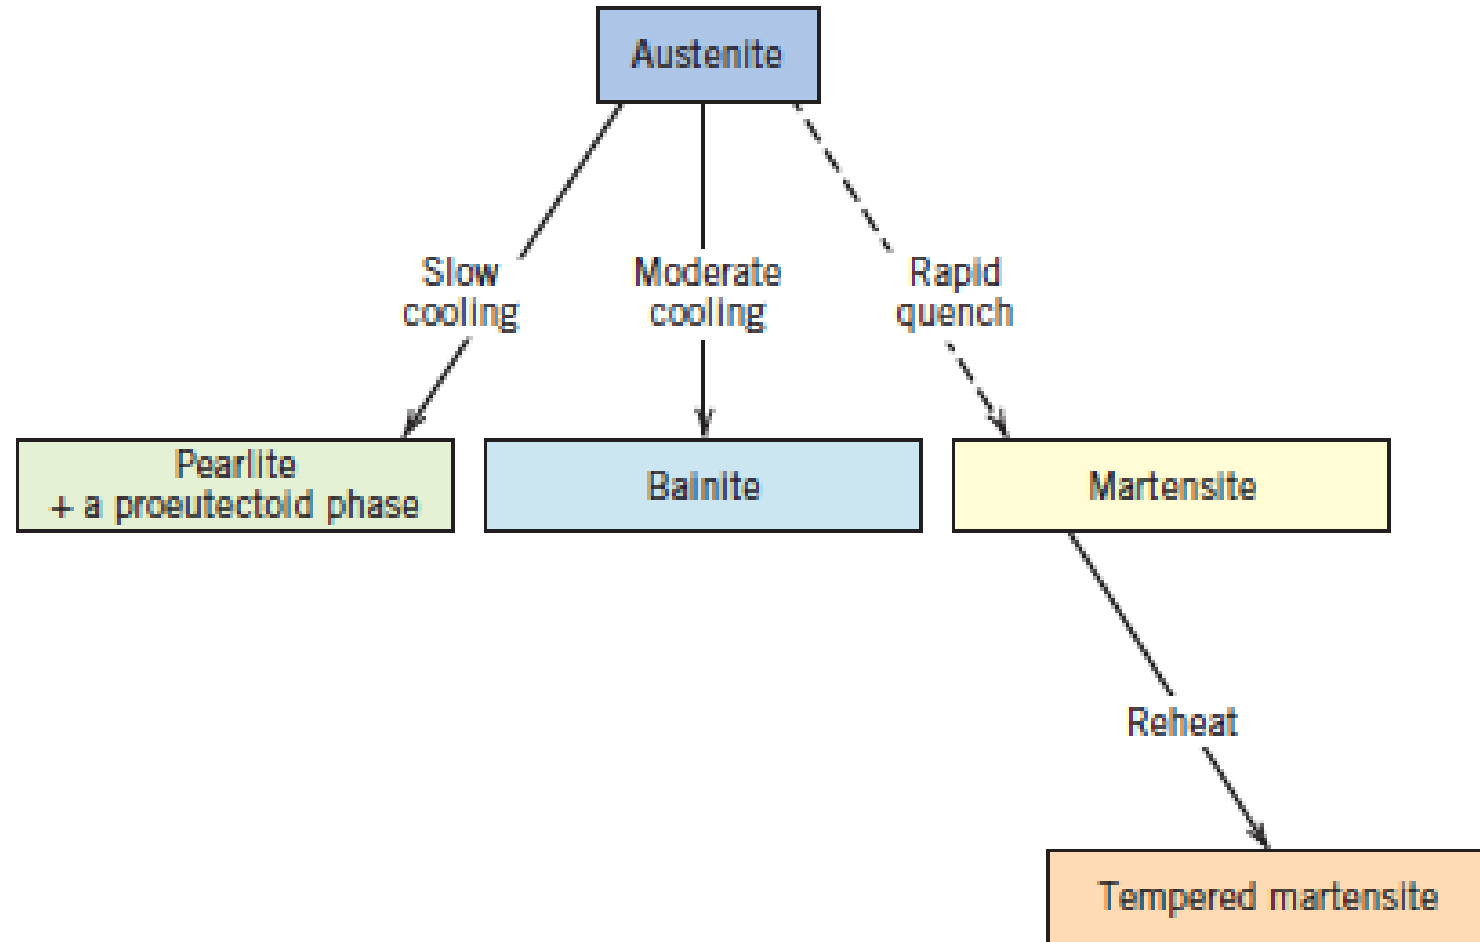 Austenite
Slow
cooling
Moderate
cooling
Rapid
quench
Pearlite
+ a proeutectoid phase
Bainite
Martensite
Reheat
Tempered martensite